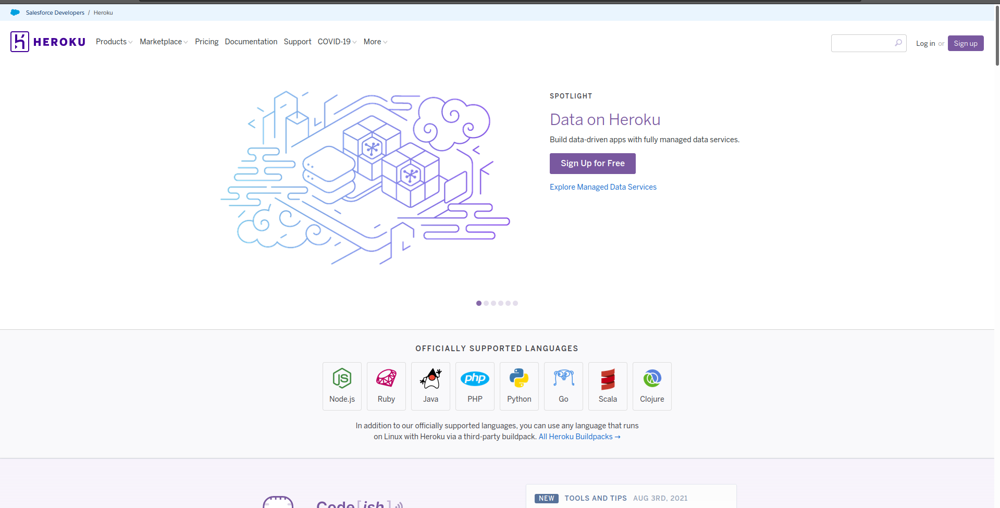 Salesforce Developers / Heroku
HEROKU
Products Marketplace Pricing Documentation Support COVID-19 More
Log in or Sign up
SPOTLIGHT
Data on Heroku
Build data-driven apps with fully managed data services.
Sign Up for Free
Explore Managed Data Services
OFFICIALLY SUPPORTED LANGUAGES
JS
php
Node.js Ruby Java PHP Python Go Scala Clojure
In addition to our officially supported languages, you can use any language that runs
on Linux with Heroku via a third-party buildpack. All Heroku Buildpacks →
Code[ish]
NEW TOOLS AND TIPS AUG 3RD, 2021